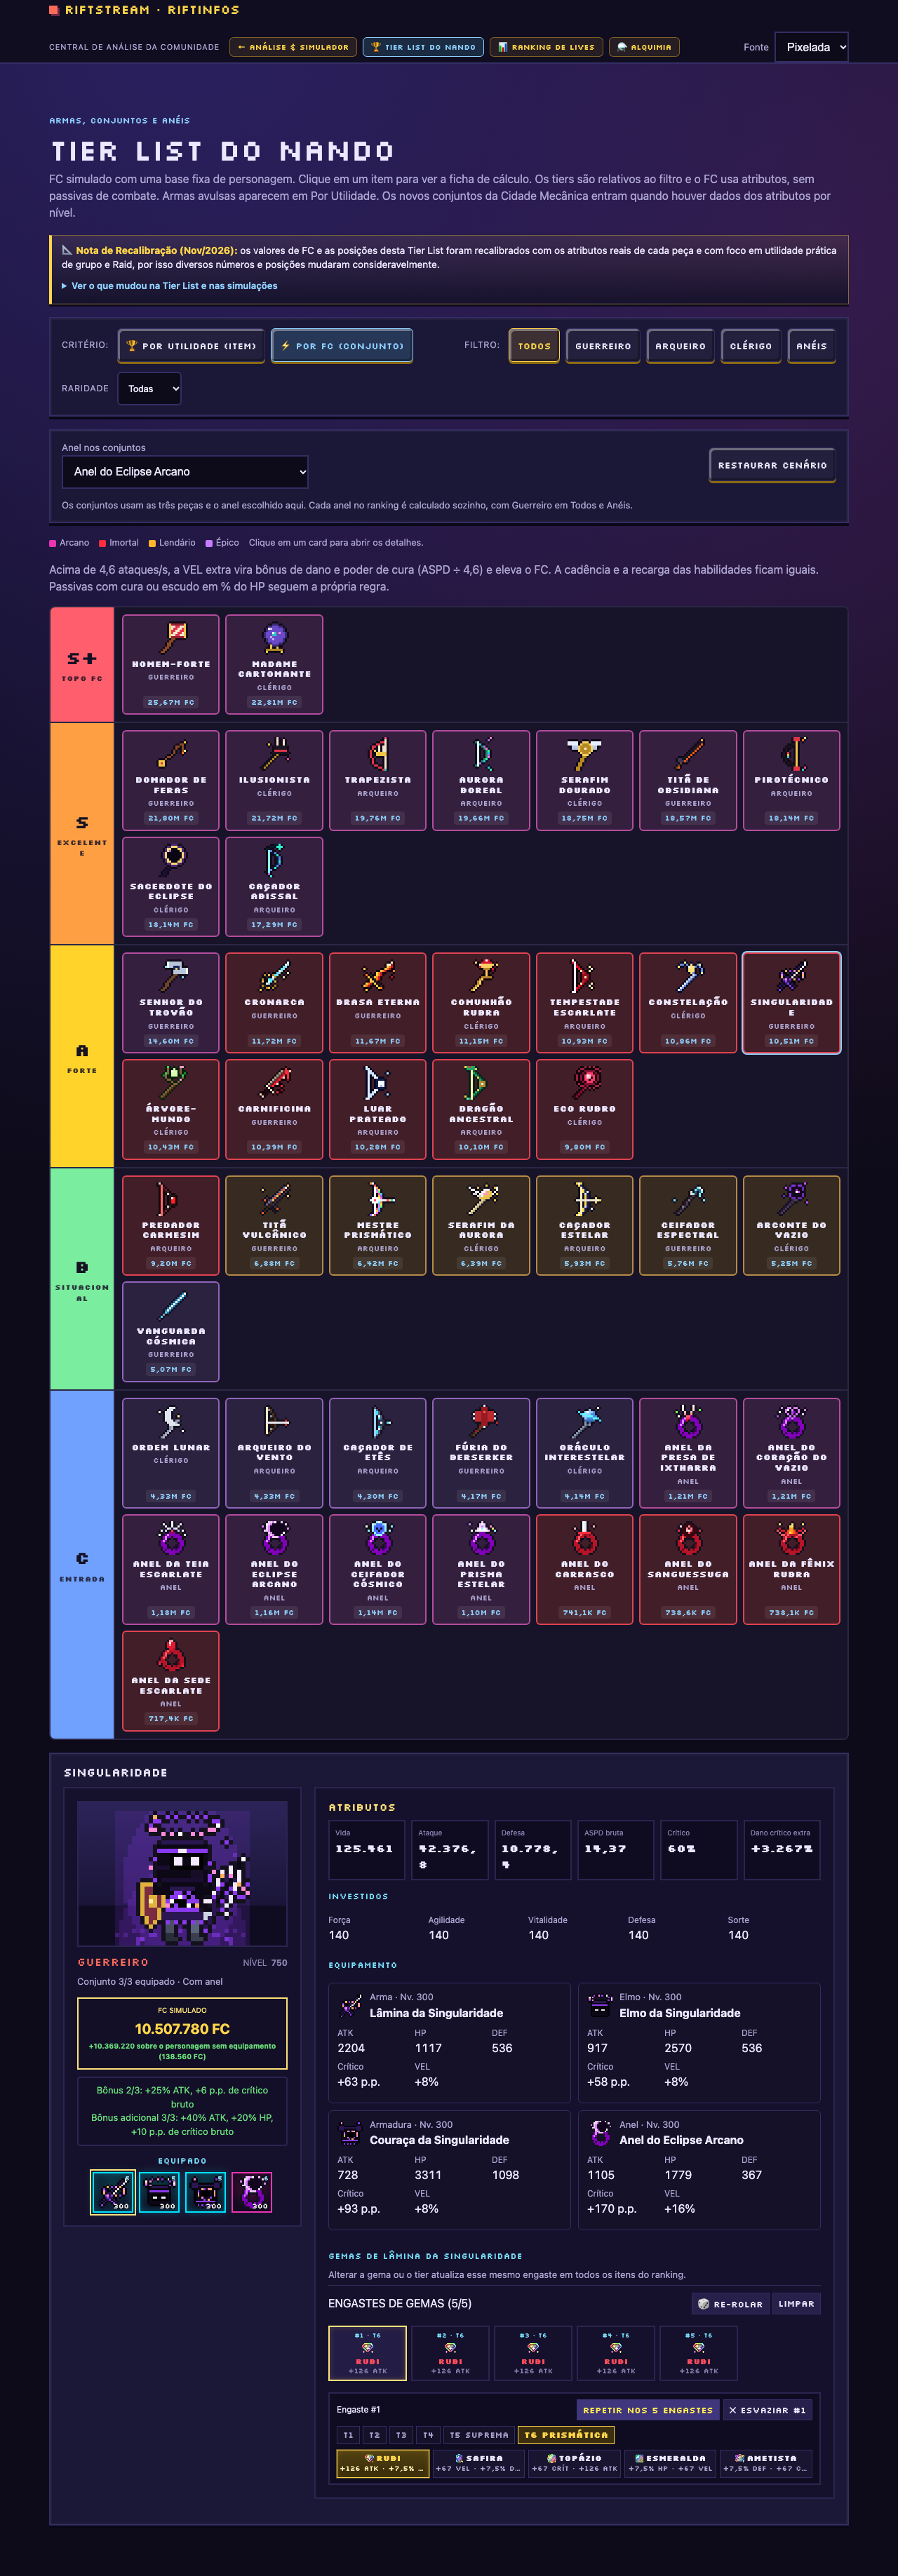 RIFTSTREAM · RIFTINFOS
CENTRAL DE ANÁLISE DA COMUNIDADE
← ANÁLISE & SIMULADOR
TIER LIST DO NANDO
RANKING DE LIVES
ALQUIMIA
Fonte
Pixelada
ARMAS, CONJUNTOS E ANÉIS
TIER LIST DO NANDO
FC simulado com uma base fixa de personagem. Clique em um item para ver a ficha de cálculo. Os tiers são relativos ao filtro e o FC usa atributos, sem
passivas de combate. Armas avulsas aparecem em Por Utilidade. Os novos conjuntos da Cidade Mecânica entram quando houver dados dos atributos por
nível.
Nota de Recalibração (Nov/2026): os valores de FC e as posições desta Tier List foram recalibrados com os atributos reais de cada peça e com foco em utilidade prática
de grupo e Raid, por isso diversos números e posições mudaram consideravelmente.
▶ Ver o que mudou na Tier List e nas simulações
CRITÉRIO:
POR UTILIDADE (ITEM)
POR FC (CONJUNTO)
FILTRO:
TODOS
GUERREIRO
ARQUEIRO
CLÉRIGO
ANÉIS
RARIDADE
Todas
Anel nos conjuntos
Anel do Eclipse Arcano
RESTAURAR CENÁRIO
Os conjuntos usam as três peças e o anel escolhido aqui. Cada anel no ranking é calculado sozinho, com Guerreiro em Todos e Anéis.
Arcano Imortal Lendário Épico Clique em um card para abrir os detalhes.
Acima de 4,6 ataques/s, a VEL extra vira bônus de dano e poder de cura (ASPD ÷ 4,6) e eleva o FC. A cadência e a recarga das habilidades ficam iguais.
Passivas com cura ou escudo em % do HP seguem a própria regra.
S+
TOPO FC
HOMEM-FORTE
GUERREIRO
25,67M FC
MADAME
CARTOMANTE
CLÉRIGO
22,81M FC
S
EXCELENT
E
DOMADOR DE
FERAS
GUERREIRO
21,80M FC
ILUSIONISTA
CLÉRIGO
21,72M FC
TRAPEZISTA
ARQUEIRO
19,76M FC
AURORA
BOREAL
ARQUEIRO
19,66M FC
SERAFIM
DOURADO
CLÉRIGO
18,75M FC
TITÃ DE
OBSIDIANA
GUERREIRO
18,57M FC
PIROTÉCNICO
ARQUEIRO
18,14M FC
SACERDOTE DO
ECLIPSE
CLÉRIGO
18,14M FC
CAÇADOR
ABISSAL
ARQUEIRO
17,29M FC
A
FORTE
SENHOR DO
TROVÃO
GUERREIRO
14,60M FC
CRONARCA
GUERREIRO
11,72M FC
BRASA ETERNA
GUERREIRO
11,67M FC
COMUNHÃO
RUBRA
CLÉRIGO
11,15M FC
TEMPESTADE
ESCARLATE
ARQUEIRO
10,93M FC
CONSTELAÇÃO
CLÉRIGO
10,86M FC
SINGULARIDAD
E
GUERREIRO
10,51M FC
ÁRVORE-
MUNDO
CLÉRIGO
10,43M FC
CARNIFICINA
GUERREIRO
10,39M FC
LUAR
PRATEADO
ARQUEIRO
10,28M FC
DRAGÃO
ANCESTRAL
ARQUEIRO
10,10M FC
ECO RUBRO
CLÉRIGO
9,80M FC
B
SITUACION
AL
PREDADOR
CARMESIM
ARQUEIRO
9,20M FC
TITÃ
VULCÂNICO
GUERREIRO
6,88M FC
MESTRE
PRISMÁTICO
ARQUEIRO
6,42M FC
SERAFIM DA
AURORA
CLÉRIGO
6,39M FC
CAÇADOR
ESTELAR
ARQUEIRO
5,93M FC
CEIFADOR
ESPECTRAL
GUERREIRO
5,76M FC
ARCONTE DO
VAZIO
CLÉRIGO
5,25M FC
VANGUARDA
CÓSMICA
GUERREIRO
5,07M FC
C
ENTRADA
ORDEM LUNAR
CLÉRIGO
4,33M FC
ARQUEIRO DO
VENTO
ARQUEIRO
4,33M FC
CAÇADOR DE
ETÉS
ARQUEIRO
4,30M FC
FÚRIA DO
BERSERKER
GUERREIRO
4,17M FC
ORÁCULO
INTERESTELAR
CLÉRIGO
4,14M FC
ANEL DA
PRESA DE
IXTHARRA
ANEL
1,21M FC
ANEL DO
CORAÇÃO DO
VAZIO
ANEL
1,21M FC
ANEL DA TEIA
ESCARLATE
ANEL
1,18M FC
ANEL DO
ECLIPSE
ARCANO
ANEL
1,16M FC
ANEL DO
CEIFADOR
CÓSMICO
ANEL
1,14M FC
ANEL DO
PRISMA
ESTELAR
ANEL
1,10M FC
ANEL DO
CARRASCO
ANEL
741,1K FC
ANEL DO
SANGUESSUGA
ANEL
738,6K FC
ANEL DA FÊNIX
RUBRA
ANEL
738,1K FC
ANEL DA SEDE
ESCARLATE
ANEL
717,4K FC
SINGULARIDADE
GUERREIRO
NÍVEL 750
Conjunto 3/3 equipado · Com anel
FC SIMULADO
10.507.780 FC
+10.369.220 sobre o personagem sem equipamento
(138.560 FC)
Bônus 2/3: +25% ATK, +6 p.p. de crítico
bruto
Bônus adicional 3/3: +40% ATK, +20% HP,
+10 p.p. de crítico bruto
EQUIPADO
300
300
300
300
ATRIBUTOS
Vida
125.461
Ataque
42.376,
8
Defesa
10.778,
4
ASPD bruta
14,37
Crítico
60%
Dano crítico extra
+3.267%
INVESTIDOS
Força
140
Agilidade
140
Vitalidade
140
Defesa
140
Sorte
140
EQUIPAMENTO
Arma · Nv. 300
Lâmina da Singularidade
ATK HP DEF
2204 1117 536
Crítico VEL
+63 p.p. +8%
Elmo · Nv. 300
Elmo da Singularidade
ATK HP DEF
917 2570 536
Crítico VEL
+58 p.p. +8%
Armadura · Nv. 300
Couraça da Singularidade
ATK HP DEF
728 3311 1098
Crítico VEL
+93 p.p. +8%
Anel · Nv. 300
Anel do Eclipse Arcano
ATK HP DEF
1105 1779 367
Crítico VEL
+170 p.p. +16%
GEMAS DE LÂMINA DA SINGULARIDADE
Alterar a gema ou o tier atualiza esse mesmo engaste em todos os itens do ranking.
ENGASTES DE GEMAS (5/5)
RE-ROLAR
LIMPAR
#1 · T6
RUBI
+126 ATK
#2 · T6
RUBI
+126 ATK
#3 · T6
RUBI
+126 ATK
#4 · T6
RUBI
+126 ATK
#5 · T6
RUBI
+126 ATK
Engaste #1
REPETIR NOS 5 ENGASTES
✕ ESVAZIAR #1
T1
T2
T3
T4
T5 SUPREMA
T6 PRISMÁTICA
RUBI
+126 ATK · +7,5% …
SAFIRA
+67 VEL · +7,5% D…
TOPÁZIO
+67 CRÍT · +126 ATK
ESMERALDA
+7,5% HP · +67 VEL
AMETISTA
+7,5% DEF · +67 C…